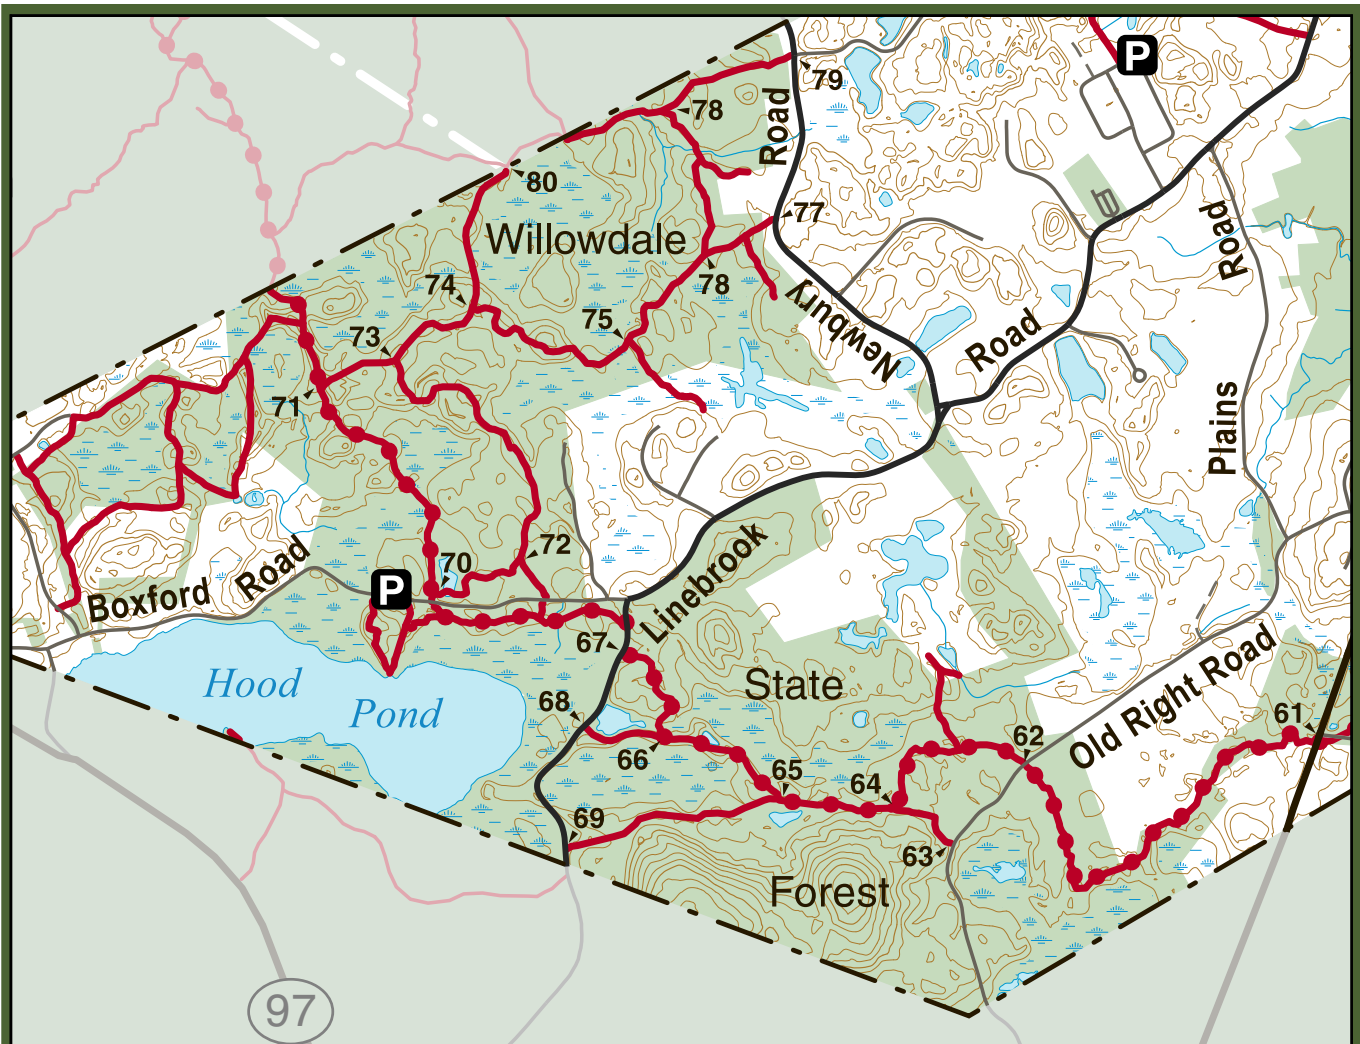 P
79
78
Road
80
77
Willowdale
Road
74
78
75
Newbury
73
Road
71
Plains
72
70
P
Boxford Road
Linebrook
67
Hood
Pond
State
68
Old Right Road
61
62
66
65
64
69
63
Forest
97